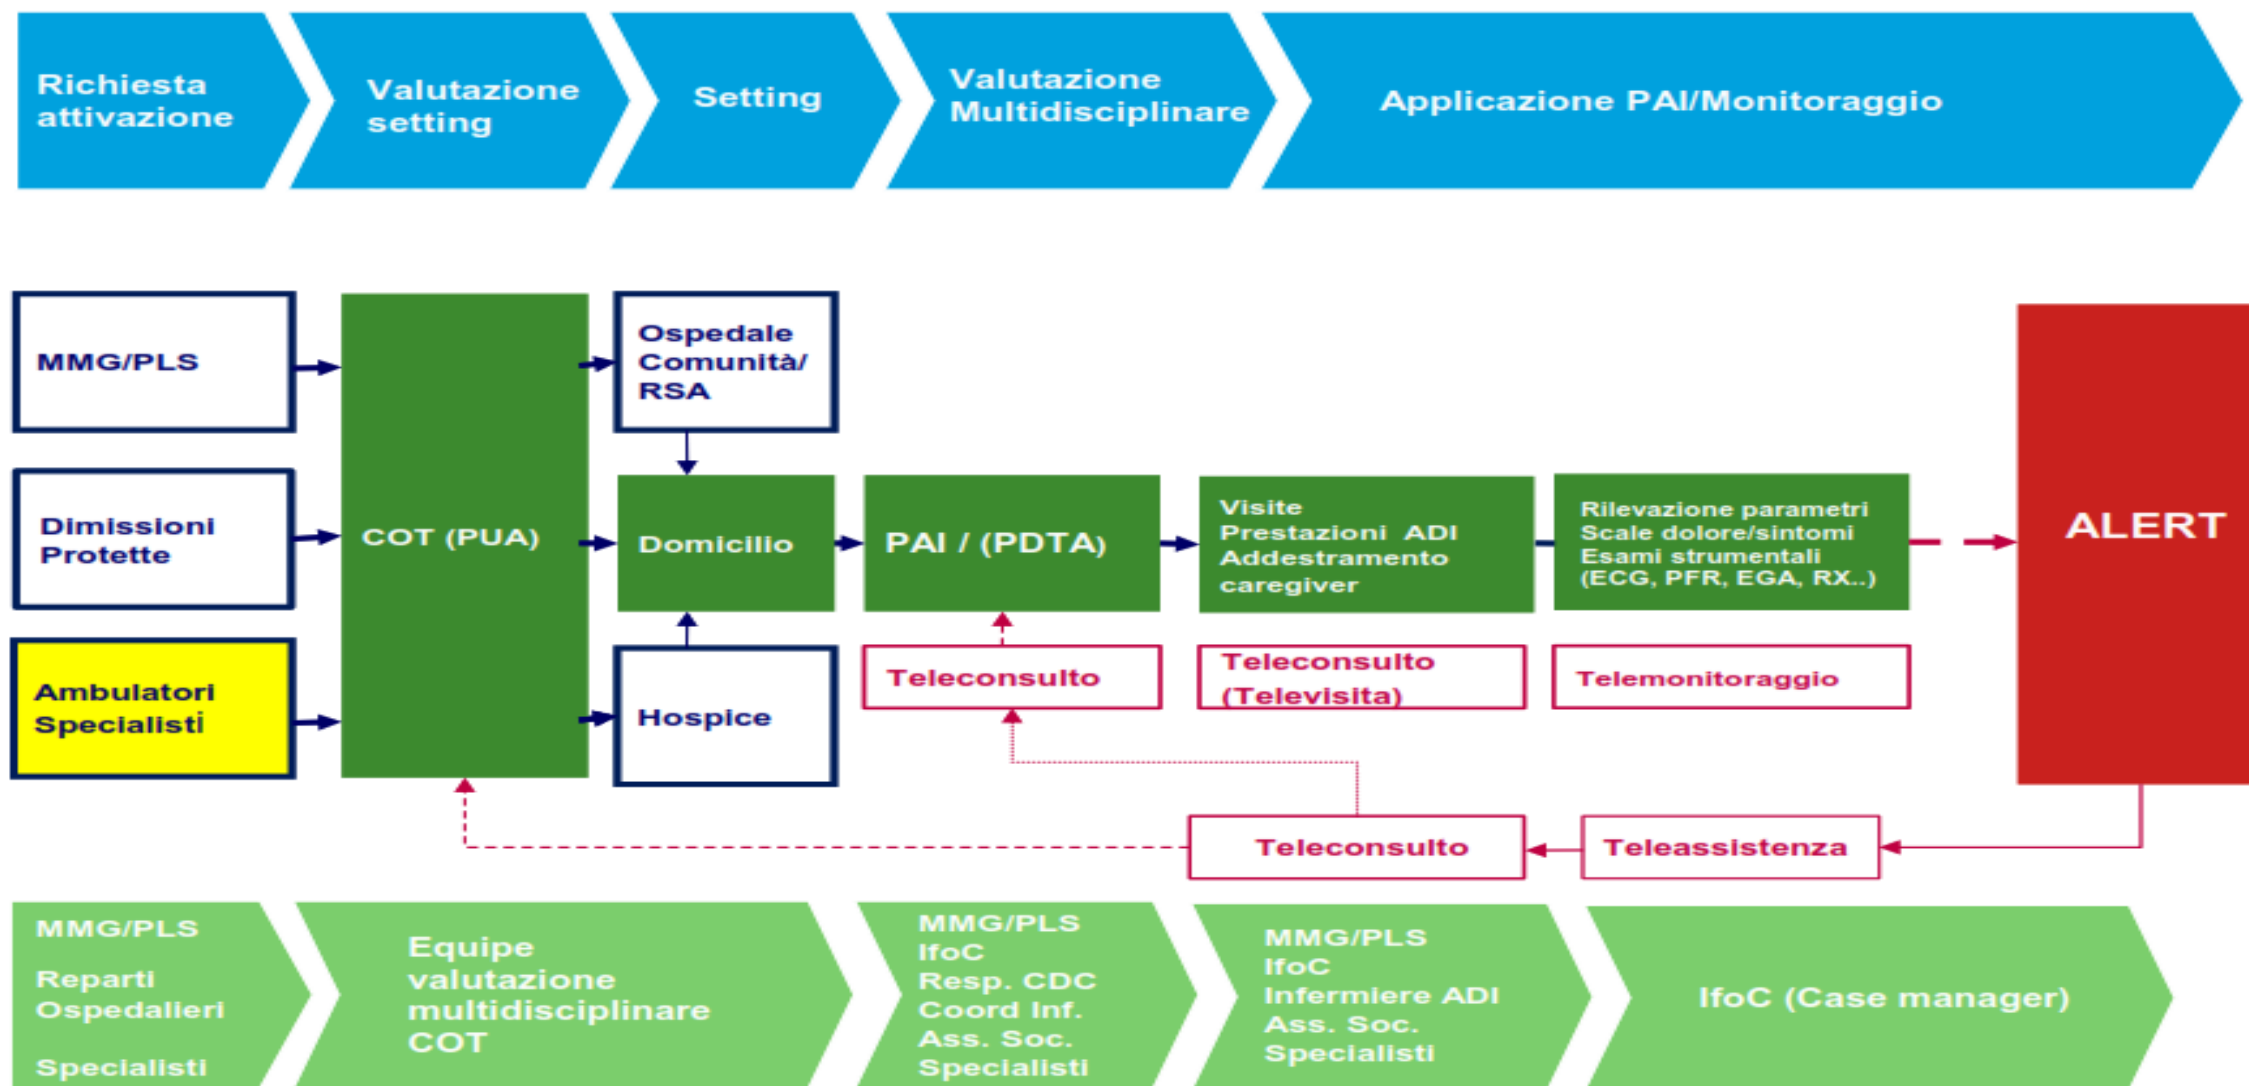 Richiesta
attivazione
Valutazione
setting
Setting
Valutazione
Multidisciplinare
Applicazione PAI/Monitoraggio
MMG/PLS
Dimissioni
Protette
Ambulatori
Specialisti
COT (PUA)
Ospedale
Comunità/
RSA
Domicilio
Hospice
PAI / (PDTA)
Visite
Prestazioni ADI
Addestramento
caregiver
Rilevazione parametri
Scale dolore/sintomi
Esami strumentali
(ECG, PFR, EGA, RX..)
ALERT
Teleconsulto
Teleconsulto
(Televisita)
Telemonitoraggio
Teleconsulto
Teleassistenza
MMG/PLS
Reparti
Ospedalieri
Specialisti
Equipe
valutazione
multidisciplinare
COT
MMG/PLS
IfoC
Resp. CDC
Coord Inf.
Ass. Soc.
Specialisti
MMG/PLS
IfoC
Infermiere ADI
Ass. Soc.
Specialisti
IfoC (Case manager)